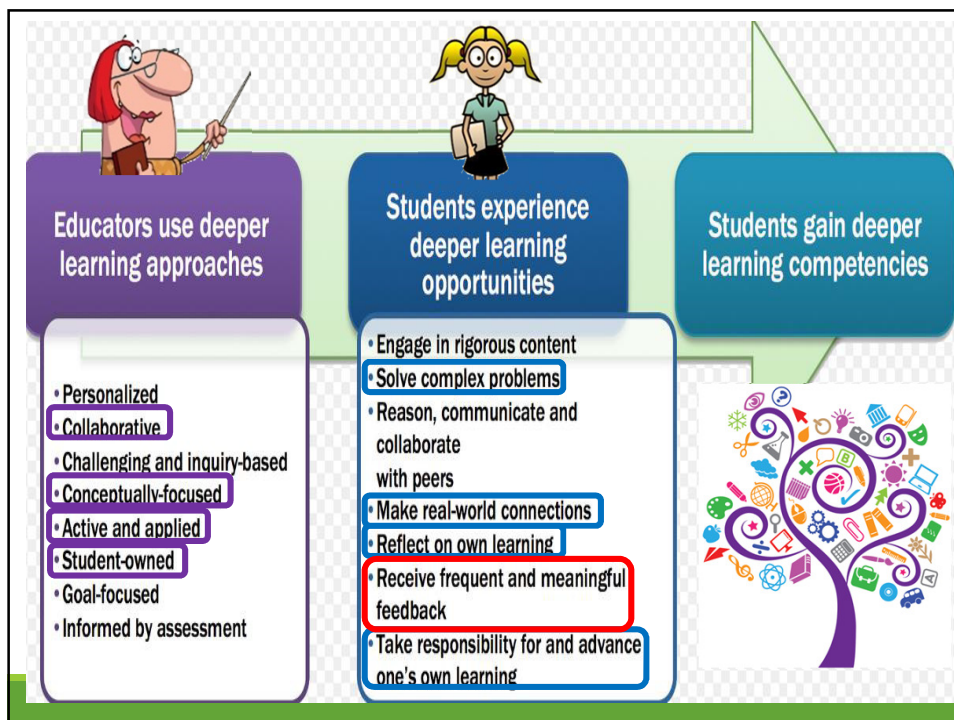 Educators use deeper
learning approaches
• Personalized
• Collaborative
• Challenging and inquiry-based
• Conceptually-focused
• Active and applied
• Student-owned
• Goal-focused
• Informed by assessment
Students experience
deeper learning
opportunities
• Engage in rigorous content
• Solve complex problems
• Reason, communicate and
collaborate
with peers
• Make real-world connections
• Reflect on own learning
• Receive frequent and meaningful
feedback
• Take responsibility for and advance
one's own learning
Students gain deeper
learning competencies
?
B
A